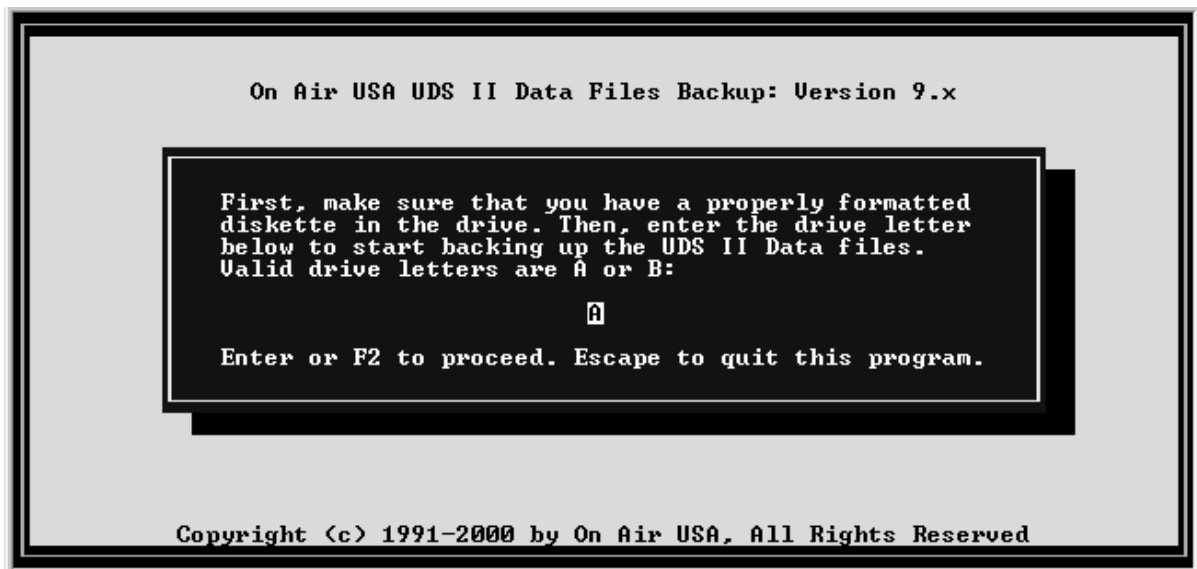 On Air USA UDS II Data Files Backup: Version 9.x
First, make sure that you have a properly formatted
diskette in the drive. Then, enter the drive letter
below to start backing up the UDS II Data files.
Valid drive letters are A or B:
A
Enter or F2 to proceed. Escape to quit this program.
Copyright (c) 1991-2000 by On Air USA, All Rights Reserved